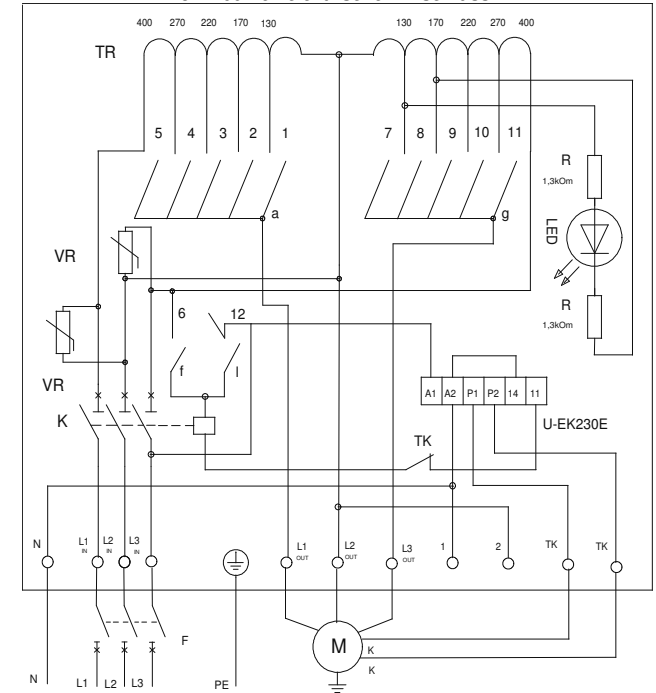 400 270 220 170 130 130 170 220 270 400
TR
5 4 3 2 1 7 8 9 10 11
R
1,3kOm
a g
LED
VR
R
1,3kOm
6 12
f l
VR
A1 A2 P1 P2 14 11
K
U-EK230E
TK
N L1 IN L2 IN L3 IN L1 OUT L2 OUT L3 OUT 1 2 TK TK
F
M
K
K
N L1 L2 L3 PE